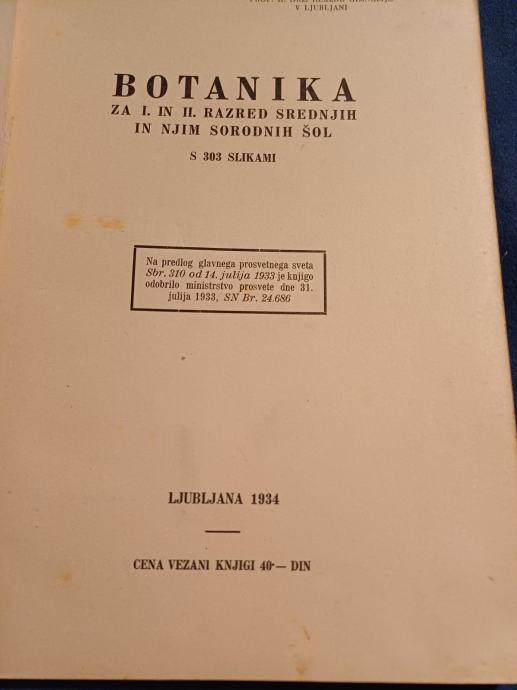 V LJUBLJANI
BOTANIKA
ZA I. IN II. RAZRED SREDNJIH
IN NJIM SORODNIH ŠOL
S 303 SLIKAMI
Na predlog glavnega prosvetnega sveta
Sbr. 310 od 14. julija 1933 je knjigo
odobrilo ministrstvo prosvete dne 31.
julija 1933, SN Br. 24.686
LJUBLJANA 1934
CENA VEZANI KNJIGI 40·— DIN